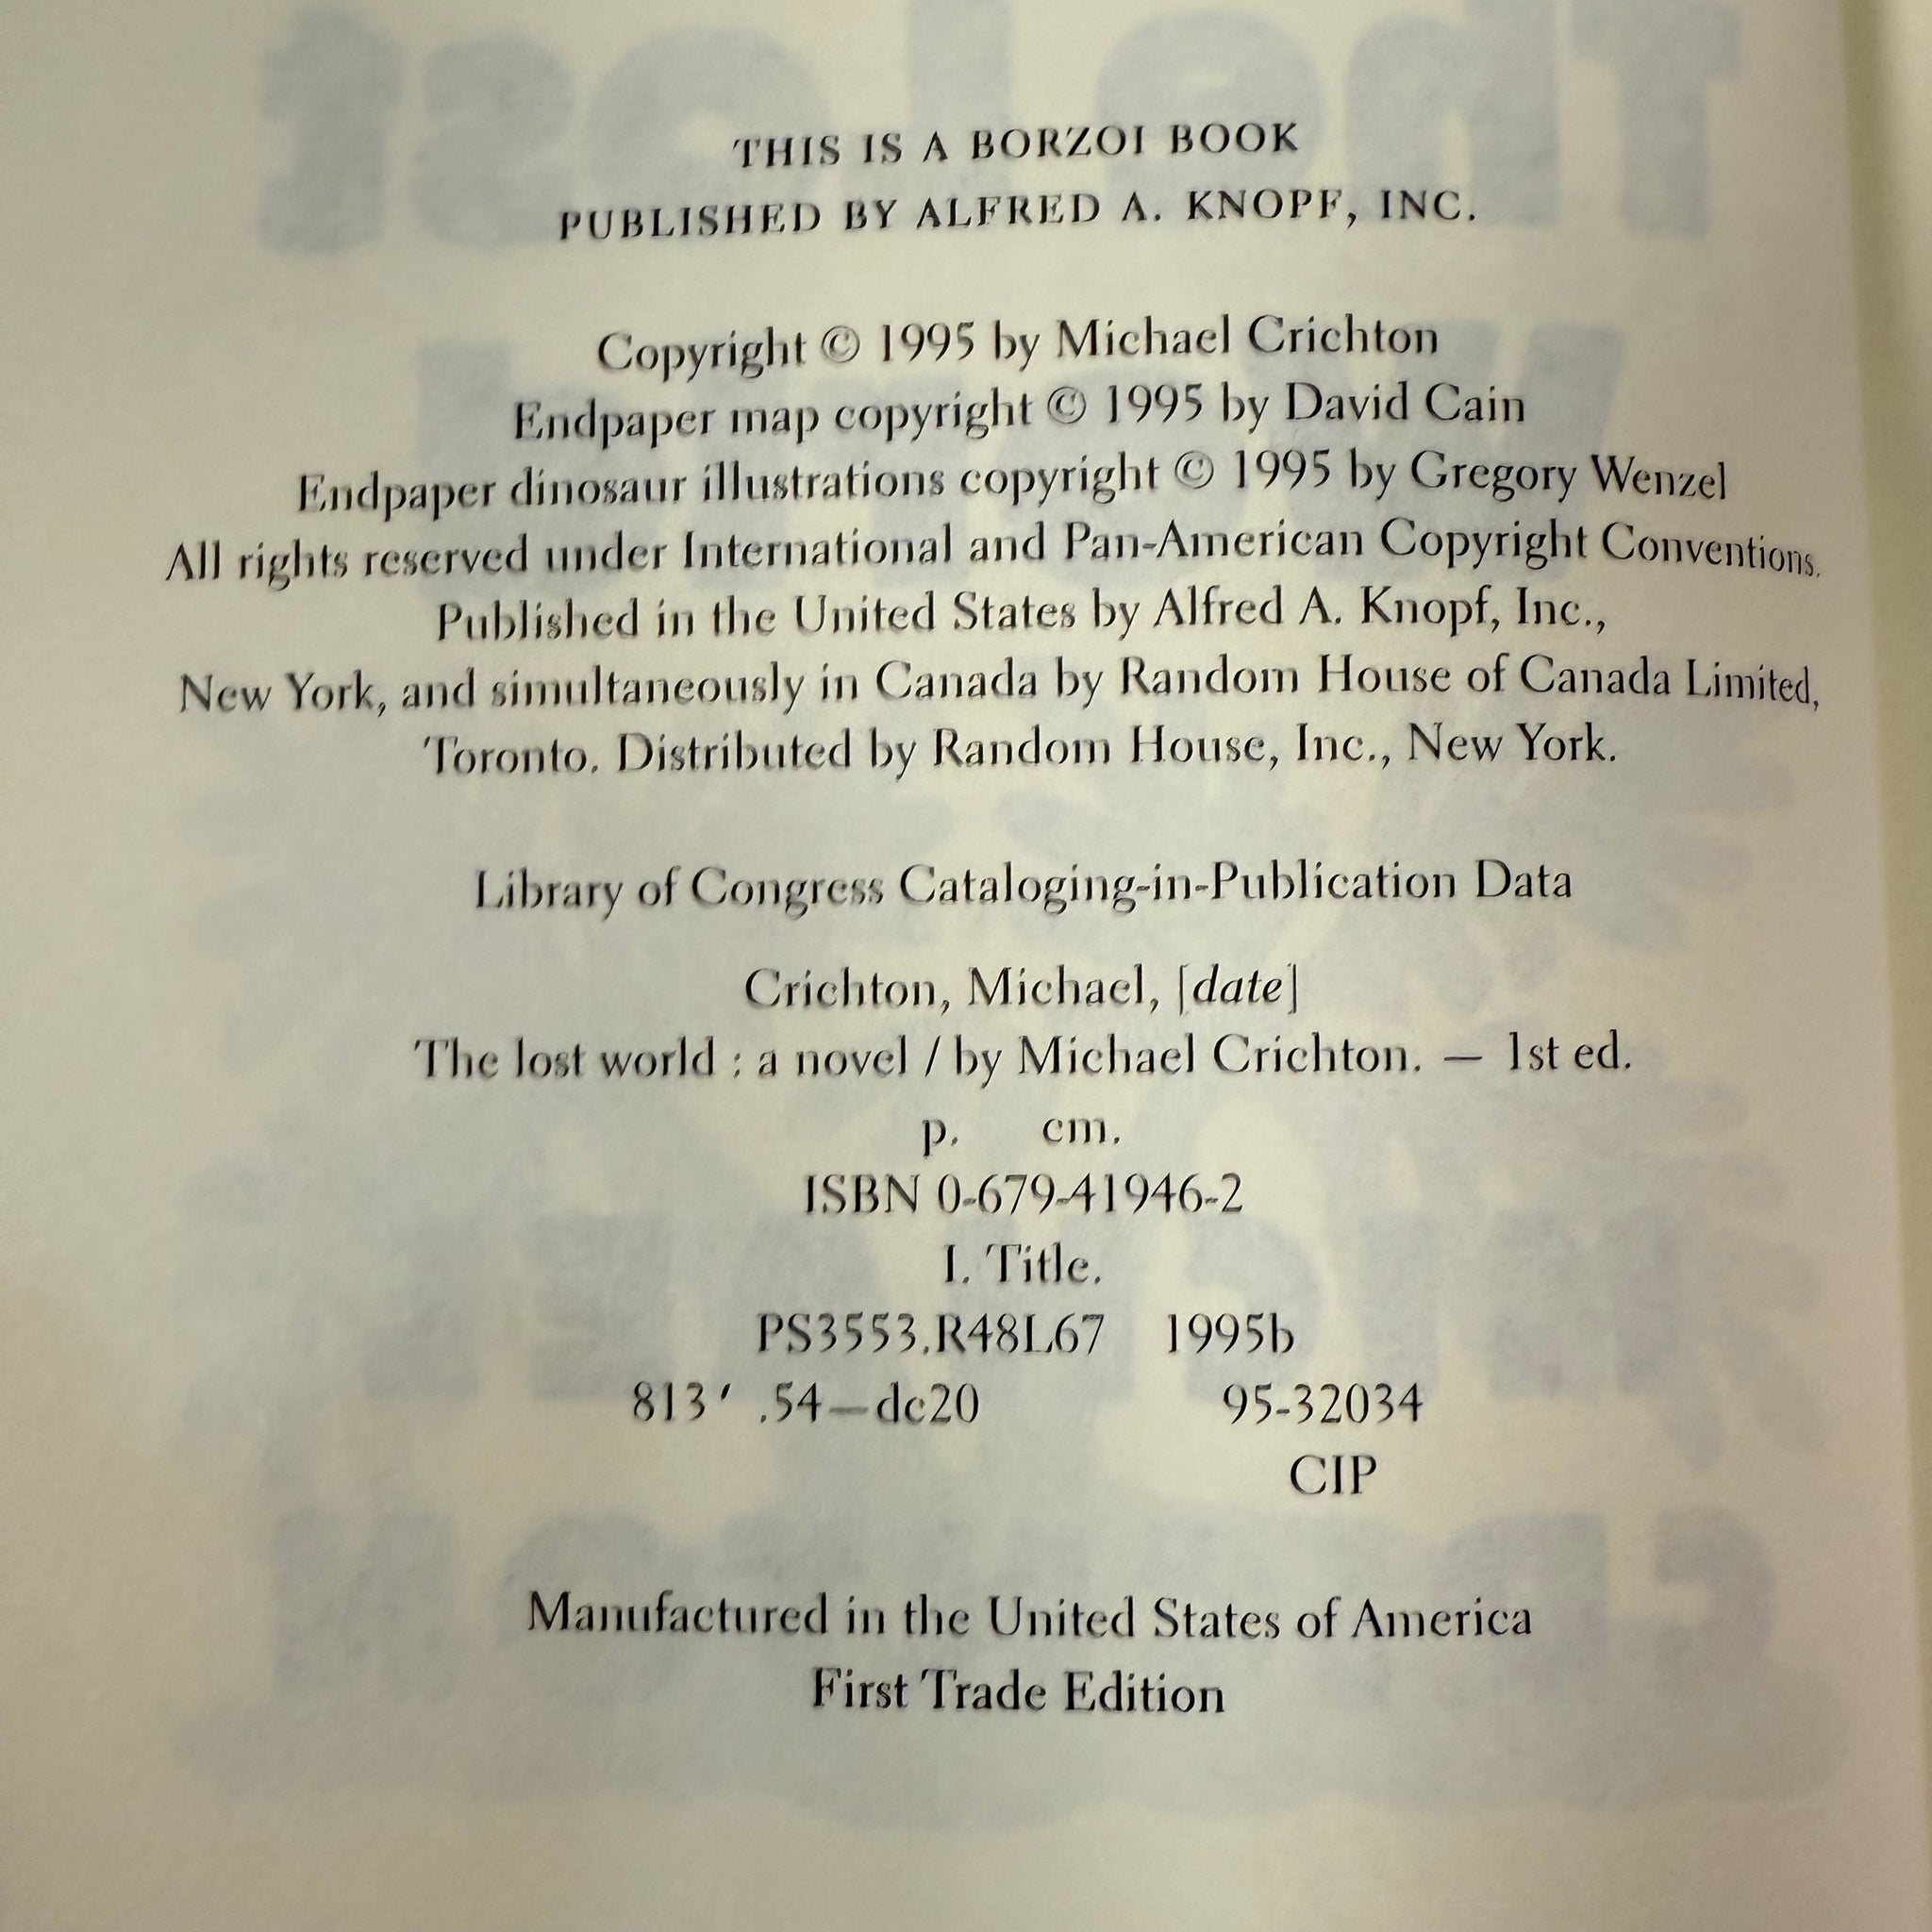 THIS IS A BORZOI BOOK
PUBLISHED BY ALFRED A. KNOPF, INC.
Copyright © 1995 by Michael Crichton
Endpaper map copyright © 1995 by David Cain
Endpaper dinosaur illustrations copyright © 1995 by Gregory Wenzel
All rights reserved under International and Pan-American Copyright Conventions.
Published in the United States by Alfred A. Knopf, Inc.,
New York, and simultaneously in Canada by Random House of Canada Limited,
Toronto. Distributed by Random House, Inc., New York.
Library of Congress Cataloging-in-Publication Data
Crichton, Michael, [date]
The lost world : a novel / by Michael Crichton. — 1st ed.
p. cm.
ISBN 0-679-41946-2
I. Title.
PS3553.R48L67 1995b
813′ .54—dc20 95-32034
CIP
Manufactured in the United States of America
First Trade Edition